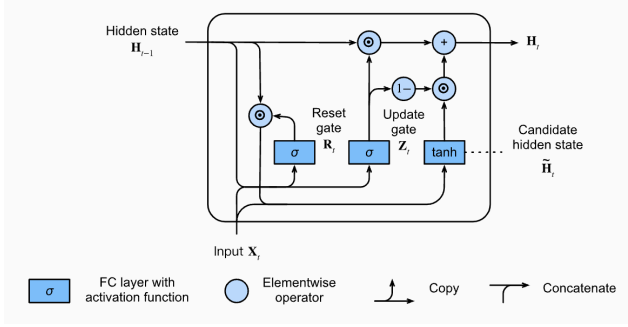 Hidden state
H_{t−1}
H_t
⊙
+
1−
⊙
⊙
Reset
gate
R_t
Update
gate
Z_t
σ
σ
tanh
Candidate
hidden state
H̃_t
Input X_t
σ
FC layer with
activation function
Elementwise
operator
Copy
Concatenate